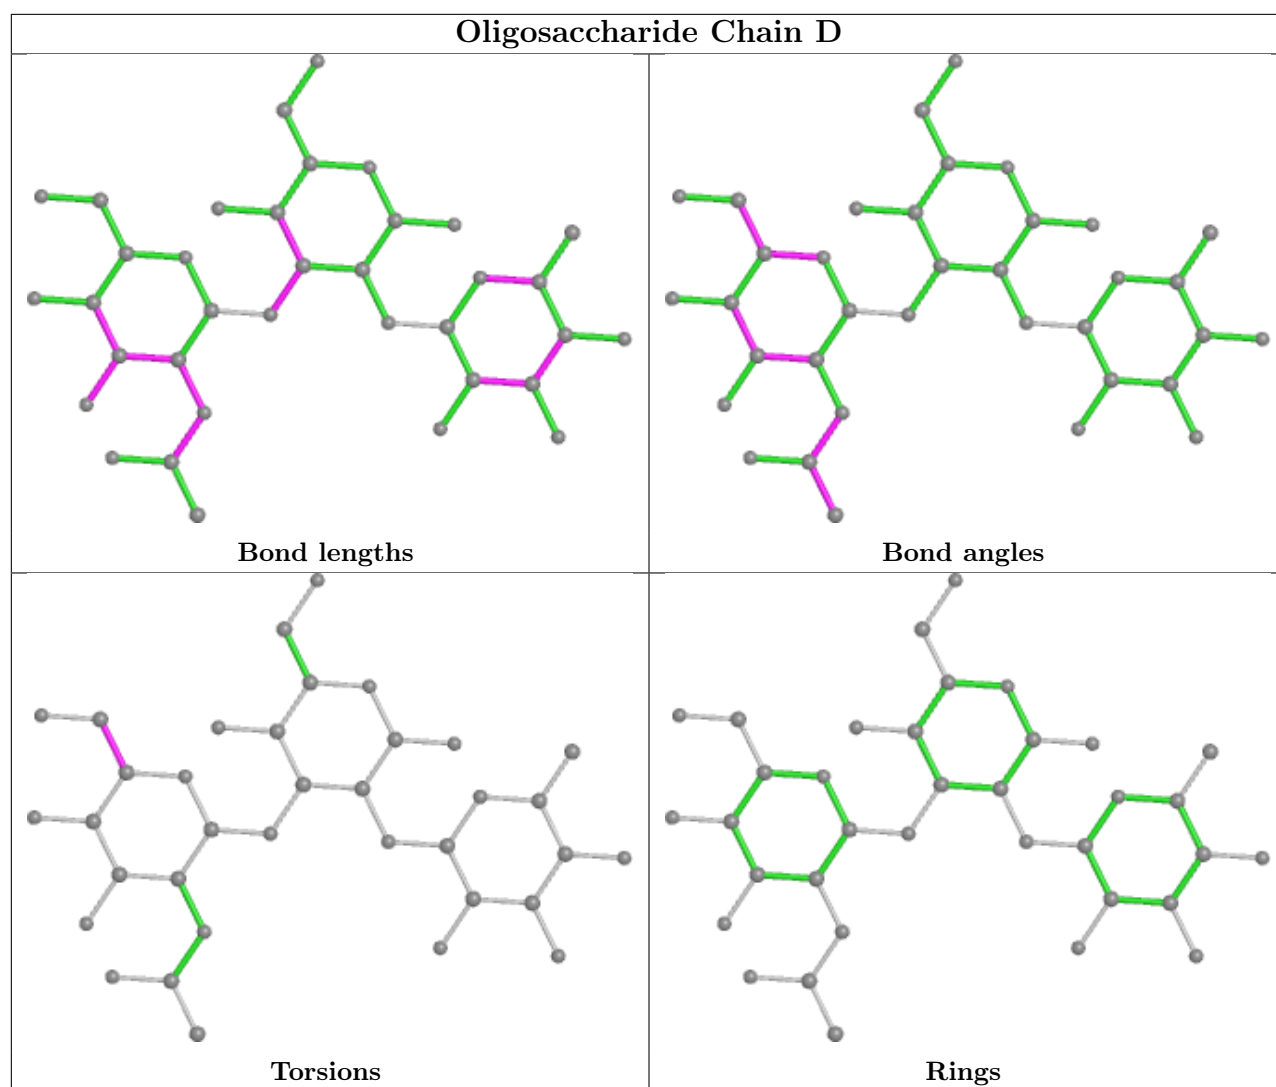 Oligosaccharide Chain D
Bond lengths
Bond angles
Torsions
Rings